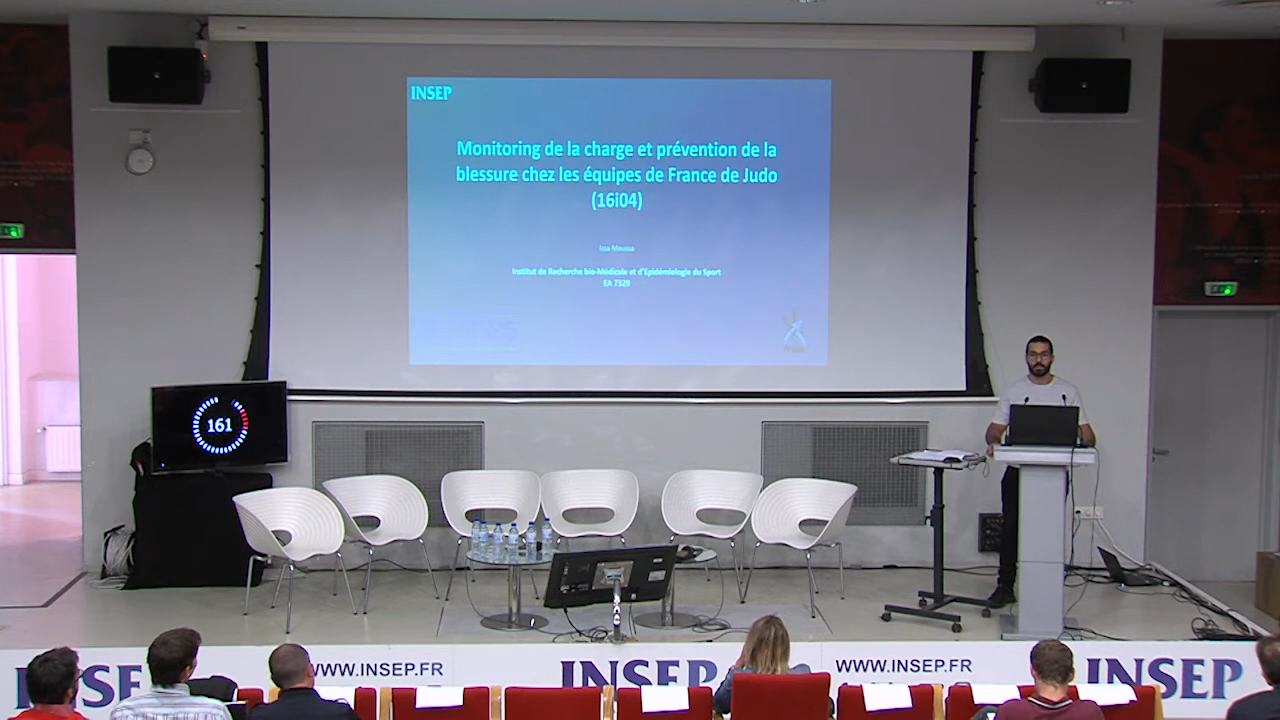 INSEP
Monitoring de la charge et prévention de la
blessure chez les équipes de France de Judo
(16i04)
Issa Moussa
Institut de Recherche bio-Médicale et d'Epidémiologie du Sport
EA 7329
161
INSEP WWW.INSEP.FR INSEP WWW.INSEP.FR INSEP